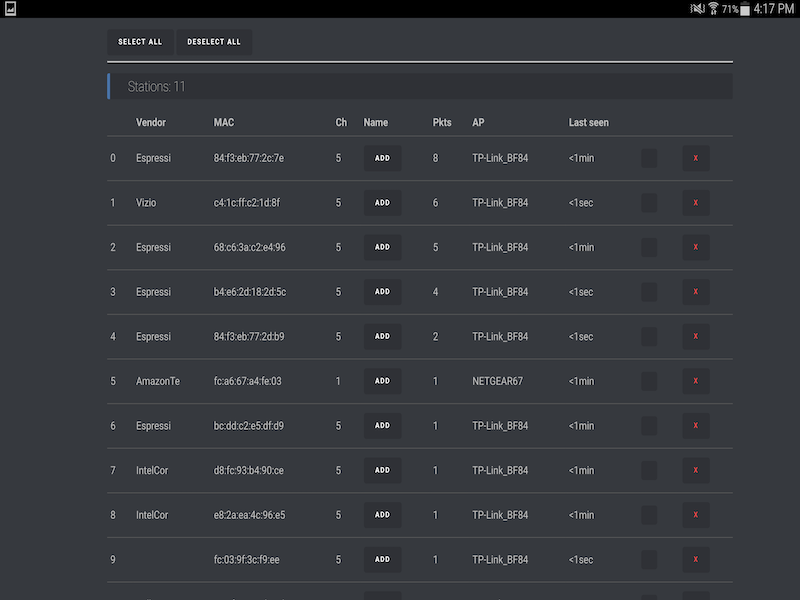 71% 4:17 PM
SELECT ALL DESELECT ALL
Stations: 11
Vendor MAC Ch Name Pkts AP Last seen
0 Espressi 84:f3:eb:77:2c:7e 5 ADD 8 TP-Link_BF84 <1min X
1 Vizio c4:1c:ff:c2:1d:8f 5 ADD 6 TP-Link_BF84 <1sec X
2 Espressi 68:c6:3a:c2:e4:96 5 ADD 5 TP-Link_BF84 <1min X
3 Espressi b4:e6:2d:18:2d:5c 5 ADD 4 TP-Link_BF84 <1sec X
4 Espressi 84:f3:eb:77:2d:b9 5 ADD 2 TP-Link_BF84 <1sec X
5 AmazonTe fc:a6:67:a4:fe:03 1 ADD 1 NETGEAR67 <1min X
6 Espressi bc:dd:c2:e5:df:d9 5 ADD 1 TP-Link_BF84 <1min X
7 IntelCor d8:fc:93:b4:90:ce 5 ADD 1 TP-Link_BF84 <1min X
8 IntelCor e8:2a:ea:4c:96:e5 5 ADD 1 TP-Link_BF84 <1min X
9 fc:03:9f:3c:f9:ee 5 ADD 1 TP-Link_BF84 <1sec X